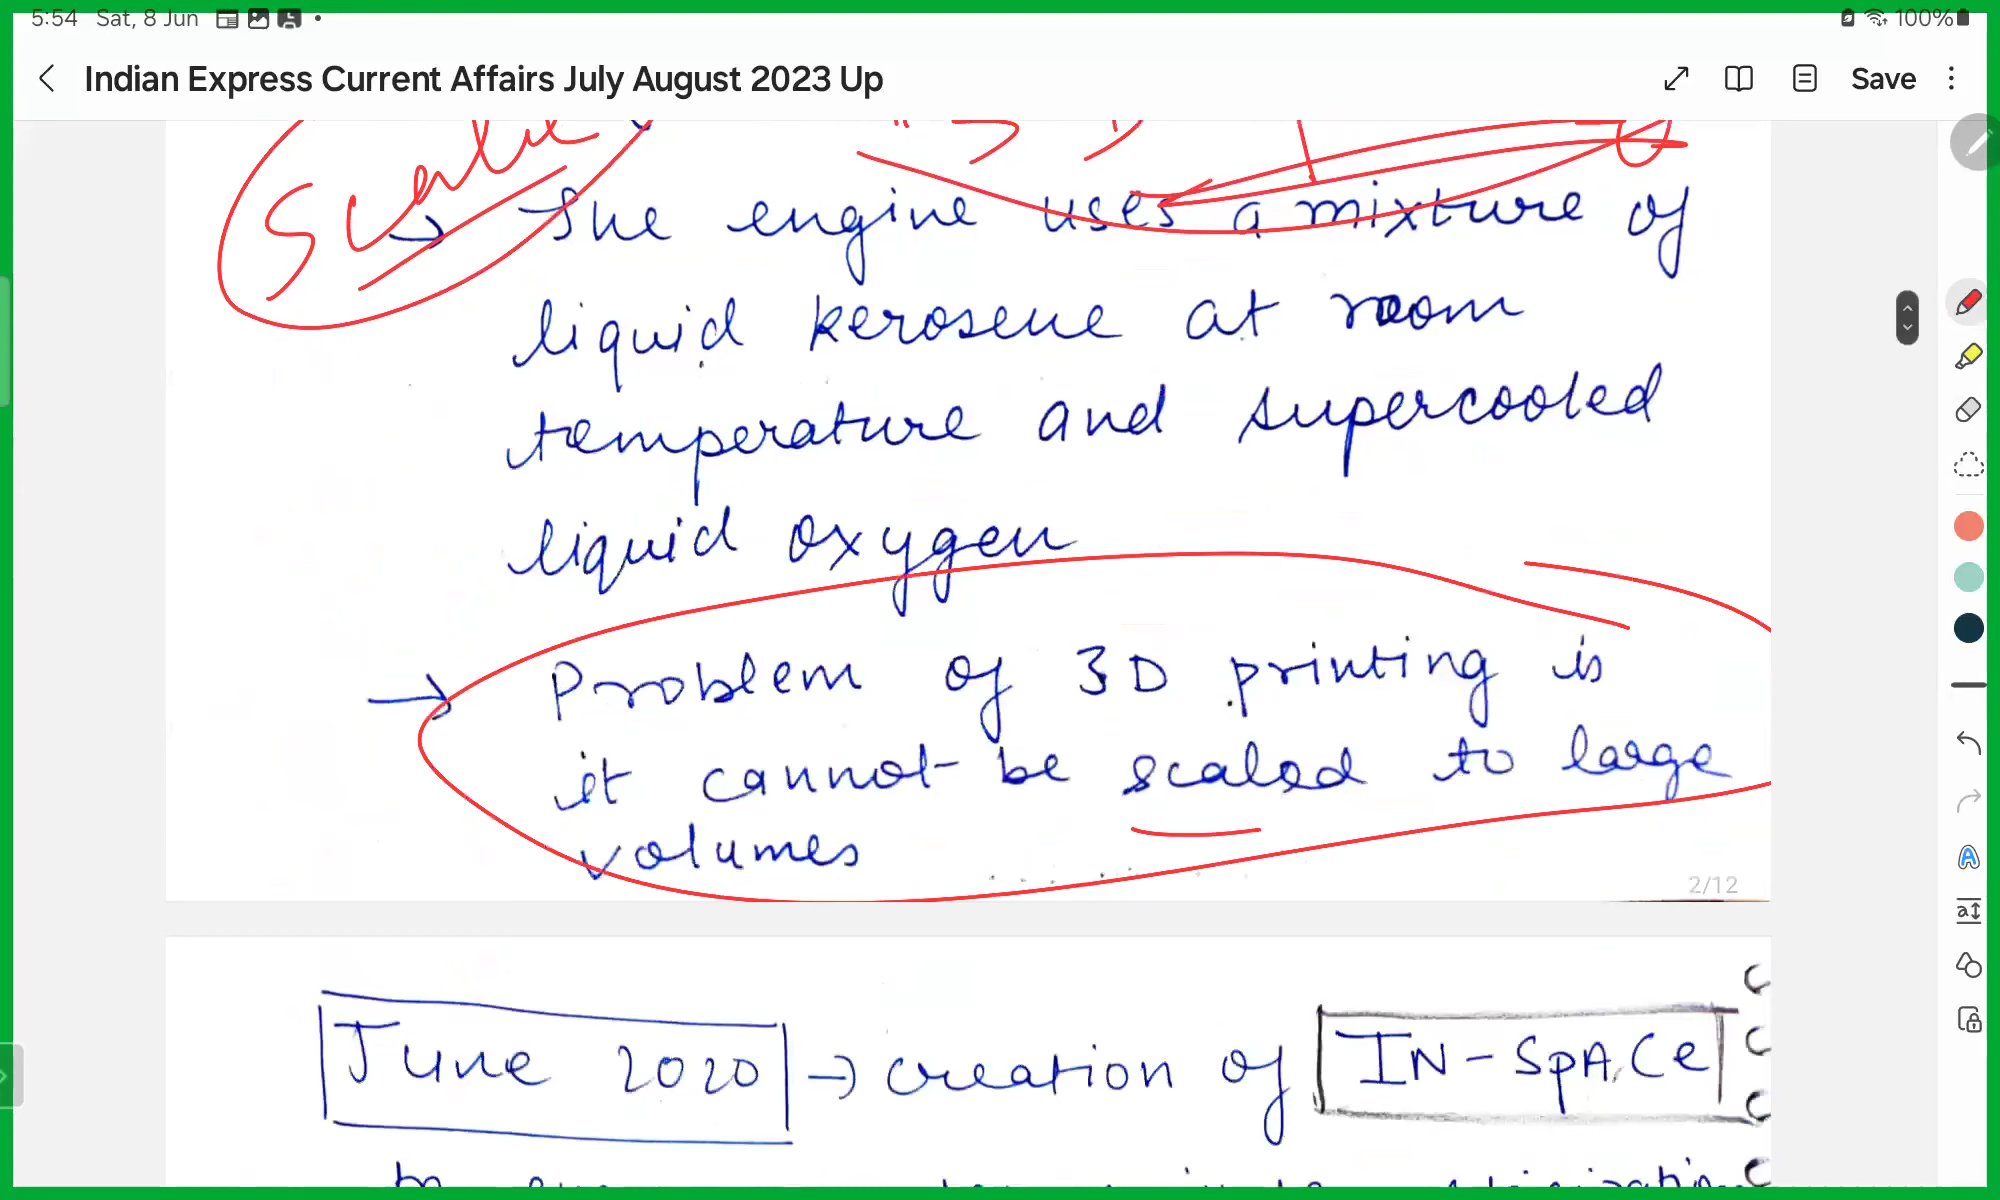 5:54 Sat, 8 Jun
100%
Indian Express Current Affairs July August 2023 Up
Save
3D
→ The engine uses a mixture of
liquid kerosene at room
temperature and supercooled
liquid oxygen
→ Problem of 3D printing is
it cannot be scaled to large
volumes
2/12
June 2020 → creation of IN-SPACe